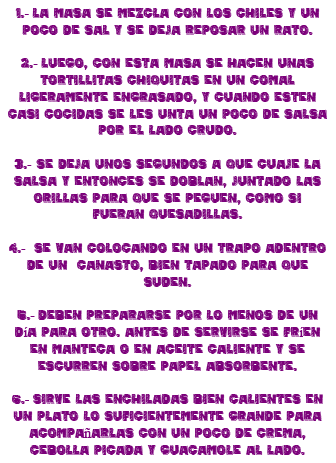 1.- LA MASA SE MEZCLA CON LOS CHILES Y UN
POCO DE SAL Y SE DEJA REPOSAR UN RATO.
2.- LUEGO, CON ESTA MASA SE HACEN UNAS
TORTILLITAS CHIQUITAS EN UN COMAL
LIGERAMENTE ENGRASADO, Y CUANDO ESTEN
CASI COCIDAS SE LES UNTA UN POCO DE SALSA
POR EL LADO CRUDO.
3.- SE DEJA UNOS SEGUNDOS A QUE CUAJE LA
SALSA Y ENTONCES SE DOBLAN, JUNTADO LAS
ORILLAS PARA QUE SE PEGUEN, COMO SI
FUERAN QUESADILLAS.
4.- SE VAN COLOCANDO EN UN TRAPO ADENTRO
DE UN CANASTO, BIEN TAPADO PARA QUE
SUDEN.
5.- DEBEN PREPARARSE POR LO MENOS DE UN
DíA PARA OTRO. ANTES DE SERVIRSE SE FRíEN
EN MANTECA O EN ACEITE CALIENTE Y SE
ESCURREN SOBRE PAPEL ABSORBENTE.
6.- SIRVE LAS ENCHILADAS BIEN CALIENTES EN
UN PLATO LO SUFICIENTEMENTE GRANDE PARA
ACOMPAñARLAS CON UN POCO DE CREMA,
CEBOLLA PICADA Y GUACAMOLE AL LADO.